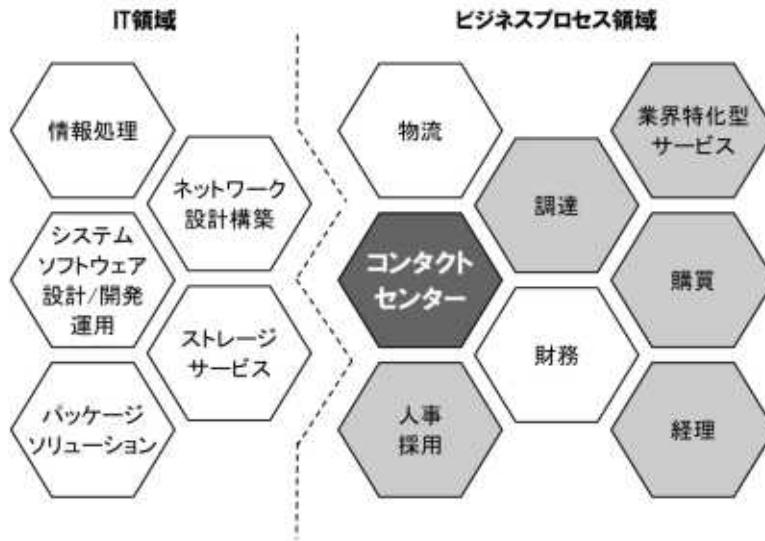 IT領域
情報処理
ネットワーク
設計構築
システム
ソフトウェア
設計/開発
運用
ストレージ
サービス
パッケージ
ソリューション
ビジネスプロセス領域
物流
業界特化型
サービス
調達
コンタクト
センター
購買
財務
人事
採用
経理